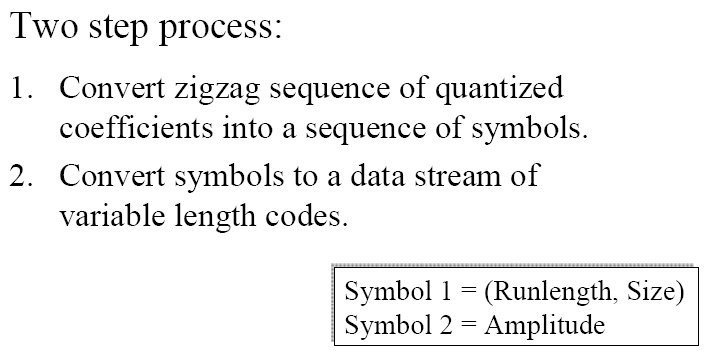 Two step process:
1. Convert zigzag sequence of quantized
coefficients into a sequence of symbols.
2. Convert symbols to a data stream of
variable length codes.
Symbol 1 = (Runlength, Size)
Symbol 2 = Amplitude